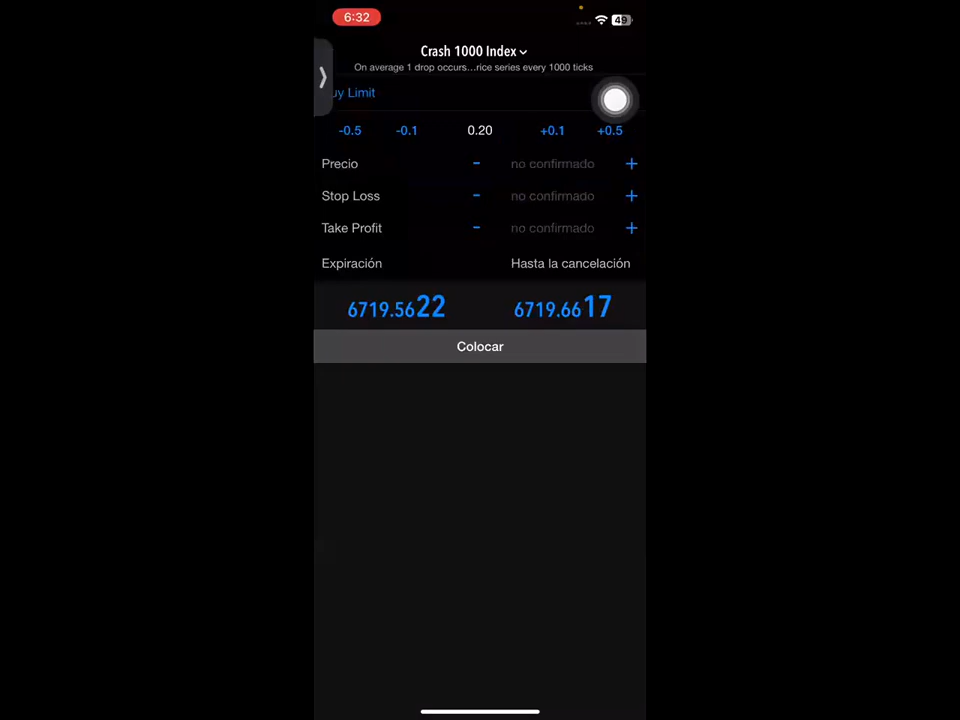 6:32
49
Crash 1000 Index
On average 1 drop occurs...rice series every 1000 ticks
uy Limit
-0.5 -0.1 0.20 +0.1 +0.5
Precio - no confirmado +
Stop Loss - no confirmado +
Take Profit - no confirmado +
Expiración Hasta la cancelación
6719.5622 6719.6617
Colocar